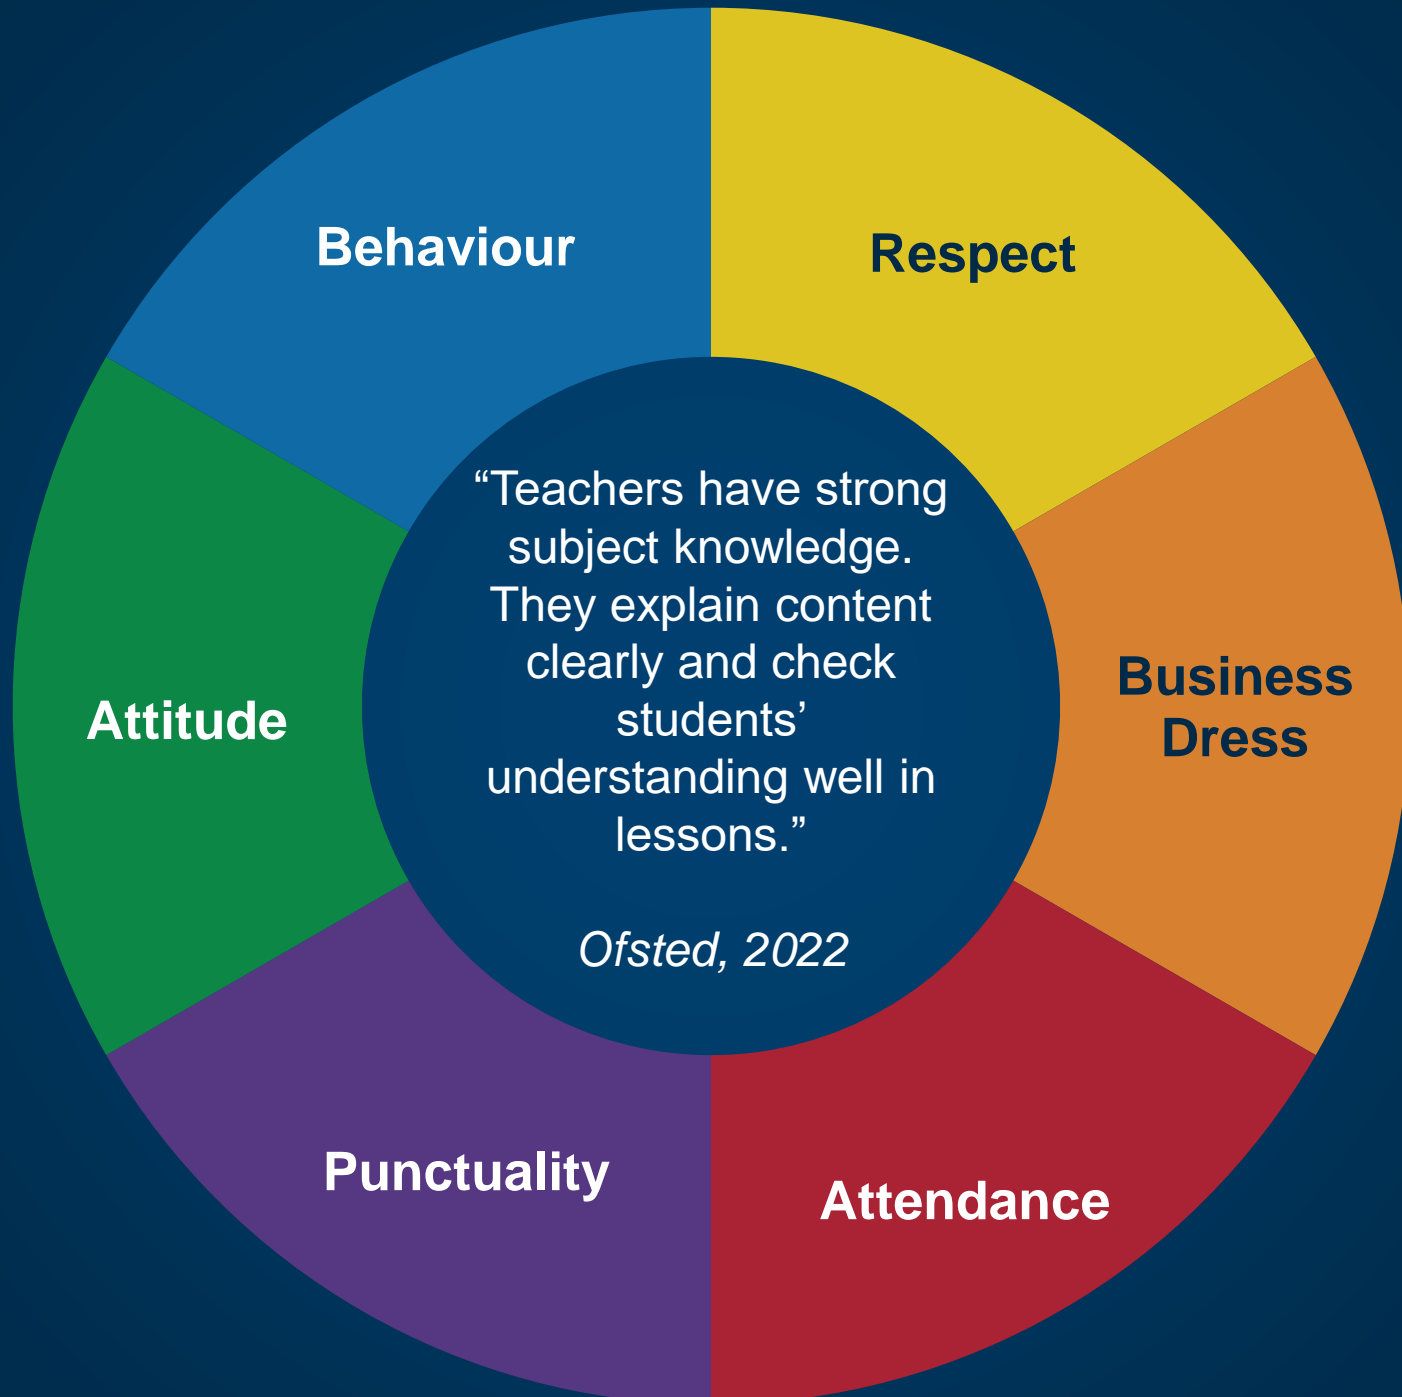 Behaviour
Respect
“Teachers have strong
subject knowledge.
They explain content
clearly and check
students’
understanding well in
lessons.”
Ofsted, 2022
Business
Dress
Attitude
Punctuality
Attendance